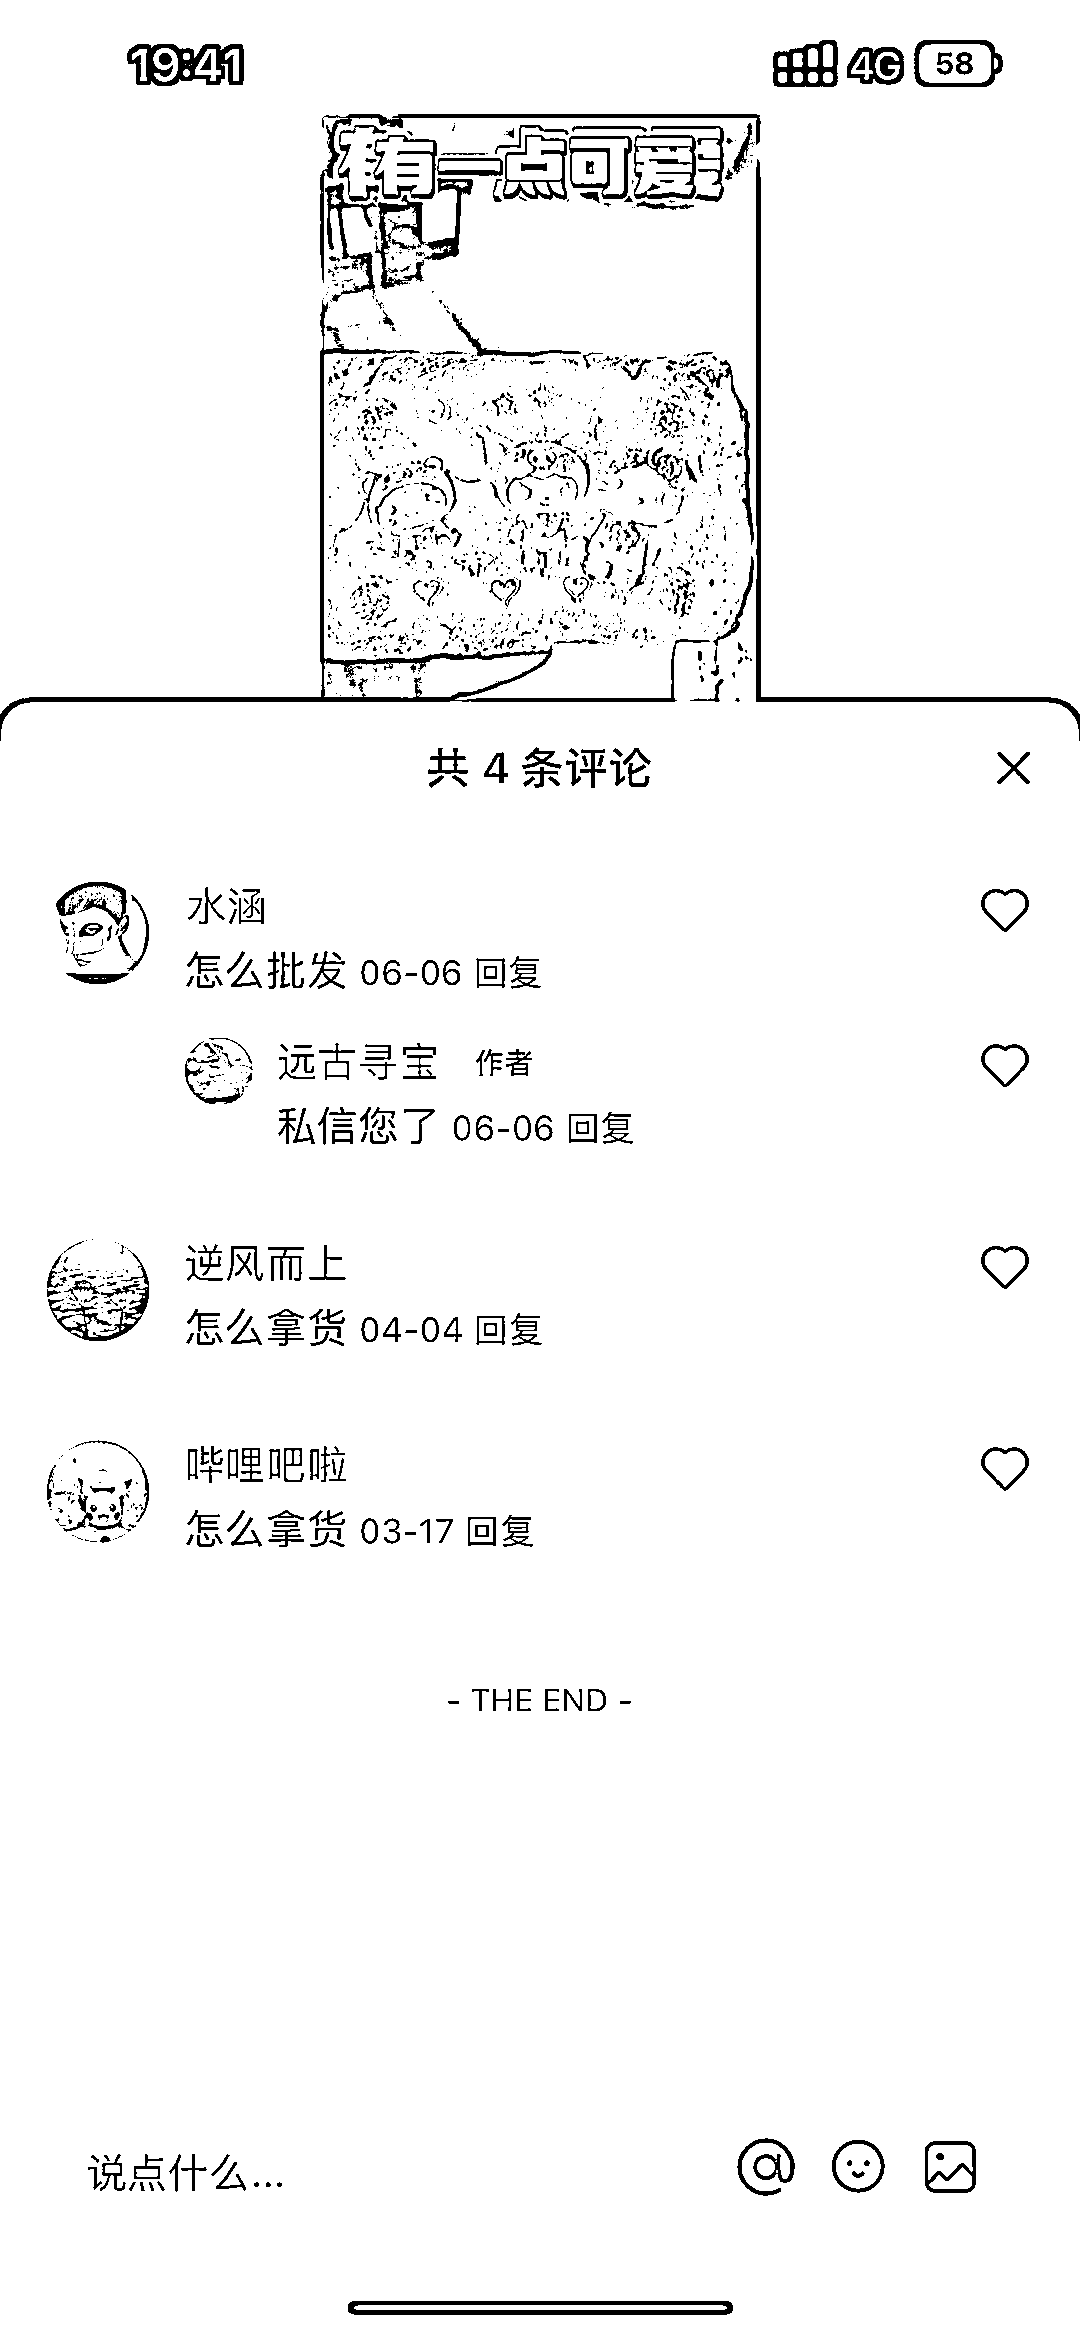 19:41
4G 58
有一点可爱
共 4 条评论
水涵
怎么批发 06-06 回复
远古寻宝 作者
私信您了 06-06 回复
逆风而上
怎么拿货 04-04 回复
哔哩吧啦
怎么拿货 03-17 回复
- THE END -
说点什么...